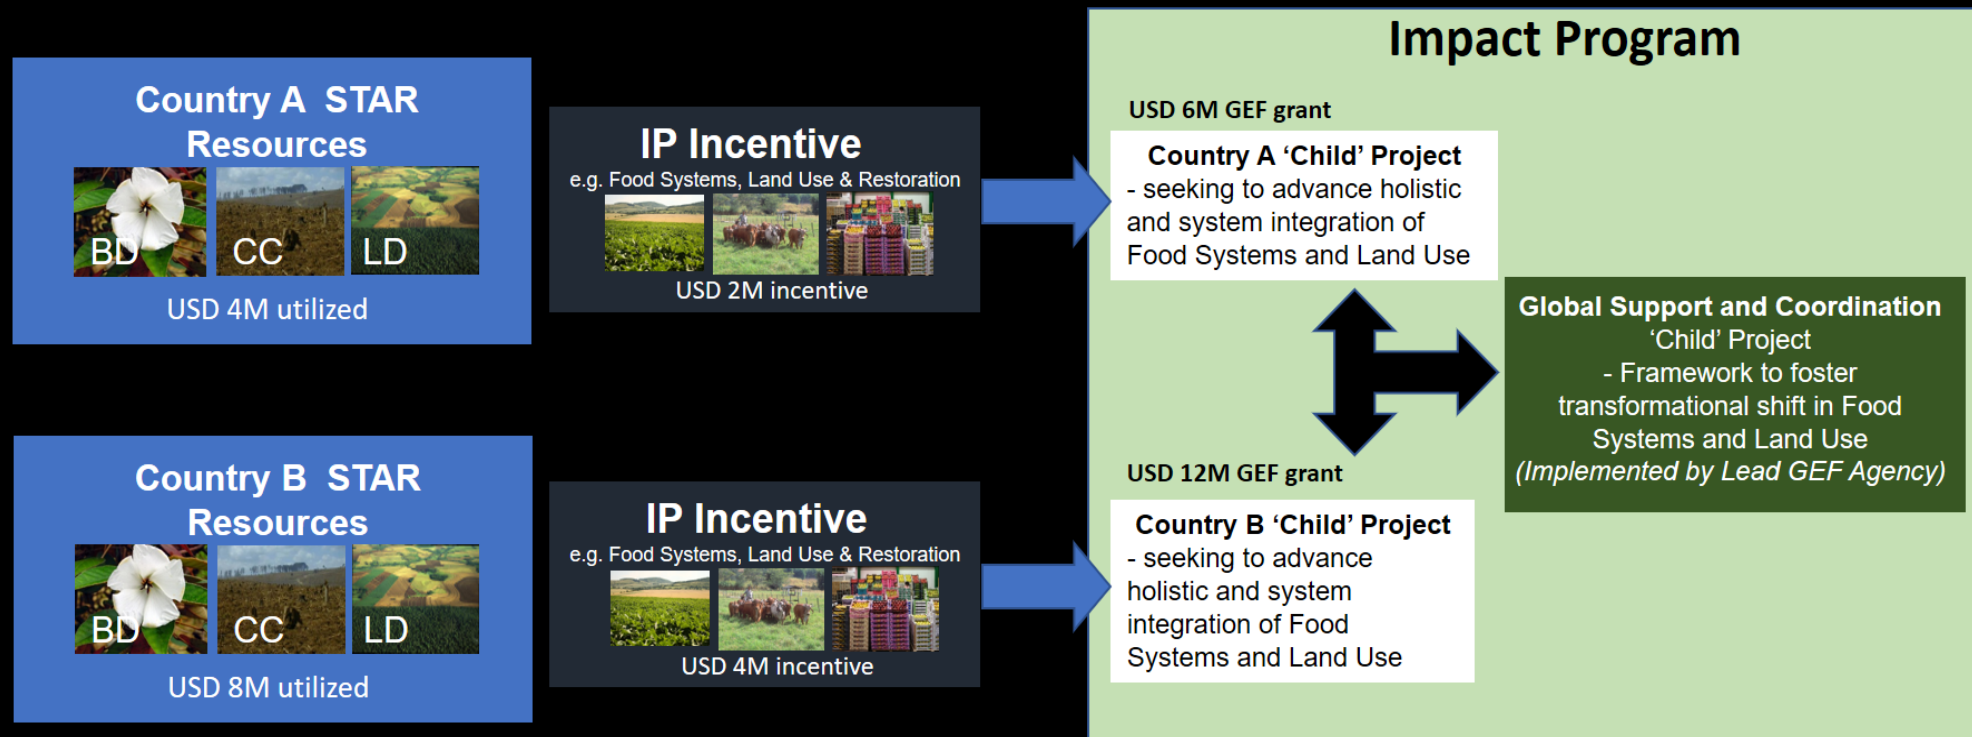 Impact Program
Country A STAR
Resources
BD
CC
LD
USD 4M utilized
IP Incentive
e.g. Food Systems, Land Use & Restoration
USD 2M incentive
USD 6M GEF grant
Country A ‘Child’ Project
- seeking to advance holistic
and system integration of
Food Systems and Land Use
Global Support and Coordination
‘Child’ Project
- Framework to foster
transformational shift in Food
Systems and Land Use
(Implemented by Lead GEF Agency)
Country B STAR
Resources
BD
CC
LD
USD 8M utilized
IP Incentive
e.g. Food Systems, Land Use & Restoration
USD 4M incentive
USD 12M GEF grant
Country B ‘Child’ Project
- seeking to advance
holistic and system
integration of Food
Systems and Land Use